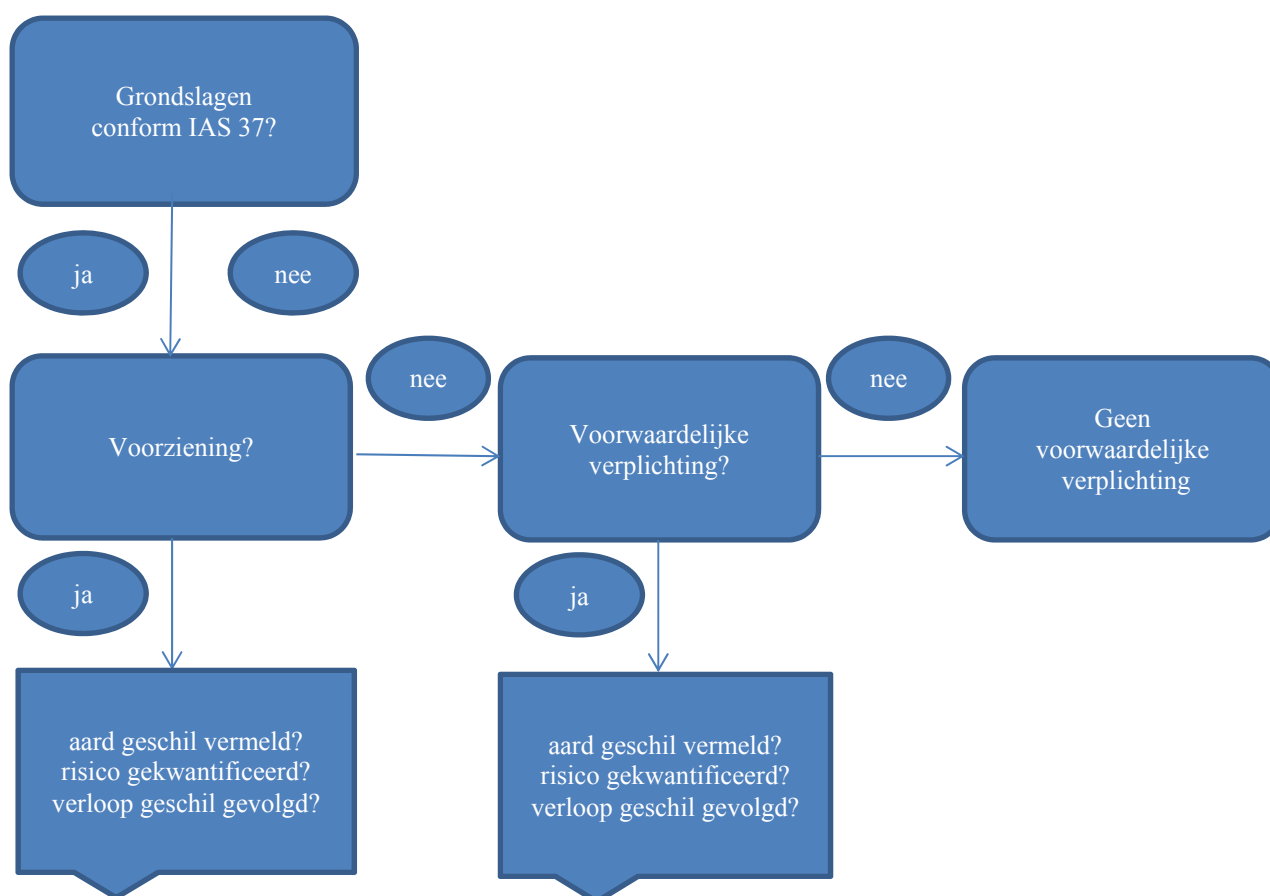 Grondslagen
conform IAS 37?
ja
nee
Voorziening?
nee
Voorwaardelijke
verplichting?
nee
Geen
voorwaardelijke
verplichting
ja
ja
aard geschil vermeld?
risico gekwantificeerd?
verloop geschil gevolgd?
aard geschil vermeld?
risico gekwantificeerd?
verloop geschil gevolgd?